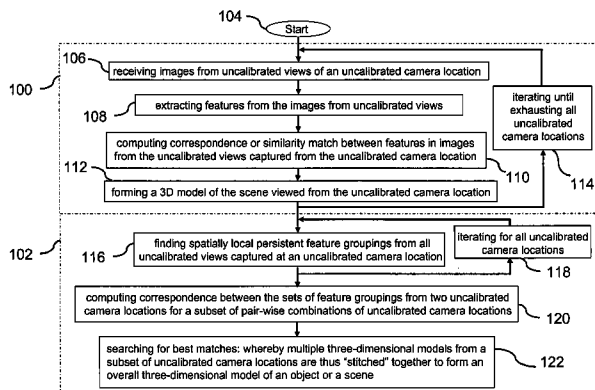 104
Start
106
receiving images from uncalibrated views of an uncalibrated camera location
100
108
extracting features from the images from uncalibrated views
iterating until
exhausting all
uncalibrated
camera locations
114
computing correspondence or similarity match between features in images
from the uncalibrated views captured from the uncalibrated camera location
110
112
forming a 3D model of the scene viewed from the uncalibrated camera location
102
116
finding spatially local persistent feature groupings from all
uncalibrated views captured at an uncalibrated camera location
iterating for all uncalibrated
camera locations
118
computing correspondence between the sets of feature groupings from two uncalibrated
camera locations for a subset of pair-wise combinations of uncalibrated camera locations
120
searching for best matches: whereby multiple three-dimensional models from a
subset of uncalibrated camera locations are thus "stitched" together to form an
overall three-dimensional model of an object or a scene
122